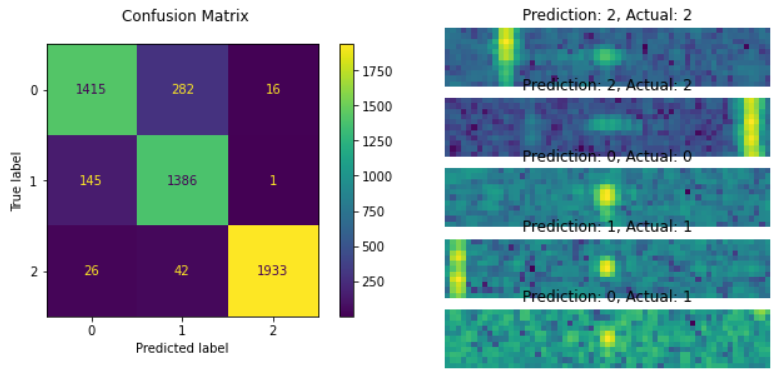 Confusion Matrix
0
1415
282
16
1
145
1386
1
2
26
42
1933
0
1
2
True label
Predicted label
1750
1500
1250
1000
750
500
250
Prediction: 2, Actual: 2
Prediction: 2, Actual: 2
Prediction: 0, Actual: 0
Prediction: 1, Actual: 1
Prediction: 0, Actual: 1